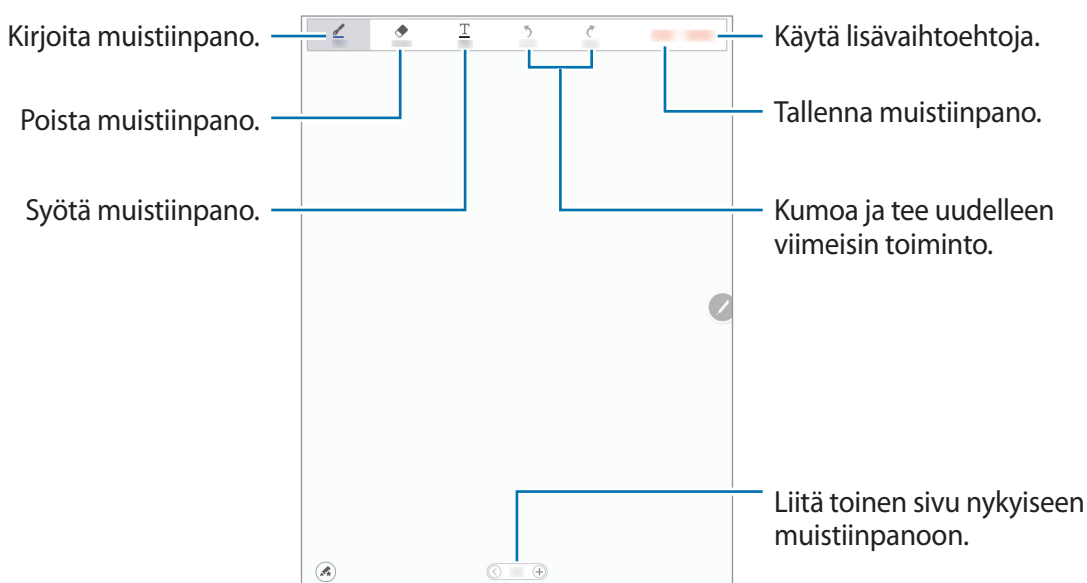 Kirjoita muistiinpano.
Käytä lisävaihtoehtoja.
Poista muistiinpano.
Tallenna muistiinpano.
Syötä muistiinpano.
Kumoa ja tee uudelleen
viimeisin toiminto.
Liitä toinen sivu nykyiseen
muistiinpanoon.